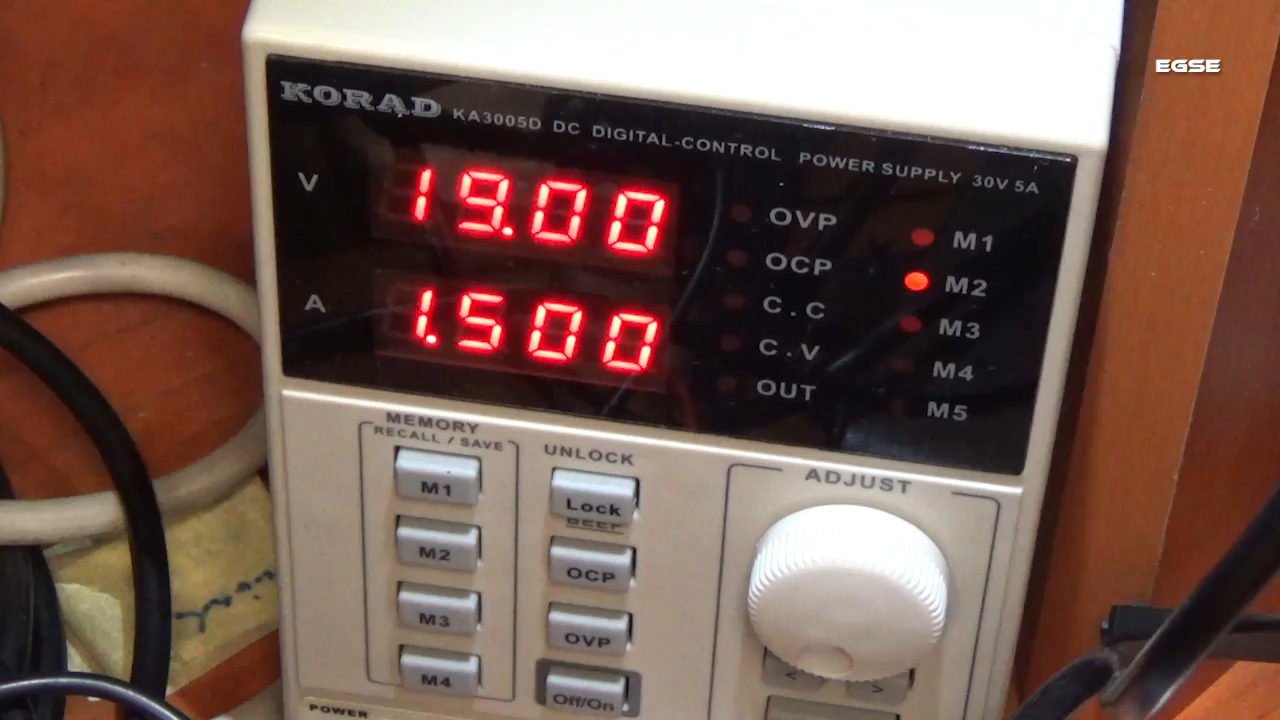 EGSE
KORAD KA3005D DC DIGITAL-CONTROL POWER SUPPLY 30V 5A
V 19.00
A 1.500
OVP
OCP
C.C
C.V
OUT
M1
M2
M3
M4
M5
MEMORY
RECALL / SAVE
M1
M2
M3
M4
UNLOCK
Lock
BEEP
OCP
OVP
Off/On
ADJUST
< >
POWER